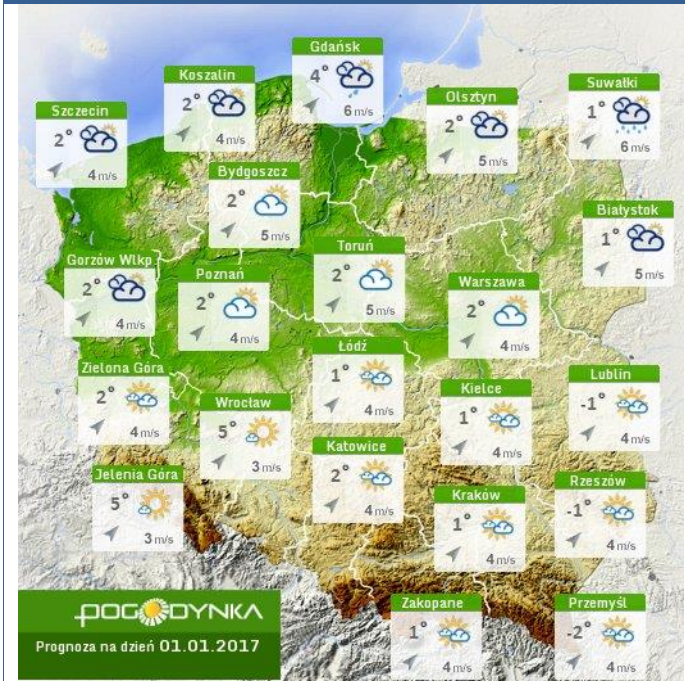 Gdańsk
4°
6 m/s
Koszalin
2°
4 m/s
Suwałki
1°
6 m/s
Olsztyn
2°
5 m/s
Szczecin
2°
4 m/s
Bydgoszcz
2°
5 m/s
Białystok
1°
5 m/s
Toruń
2°
5 m/s
Gorzów Wlkp
2°
4 m/s
Poznań
2°
4 m/s
Warszawa
2°
4 m/s
Łódź
1°
4 m/s
Zielona Góra
2°
4 m/s
Lublin
-1°
4 m/s
Kielce
1°
4 m/s
Wrocław
5°
3 m/s
Katowice
2°
4 m/s
Jelenia Góra
5°
3 m/s
Rzeszów
-1°
4 m/s
Kraków
1°
4 m/s
Zakopane
1°
4 m/s
Przemyśl
-2°
4 m/s
POGODYNKA
Prognoza na dzień 01.01.2017